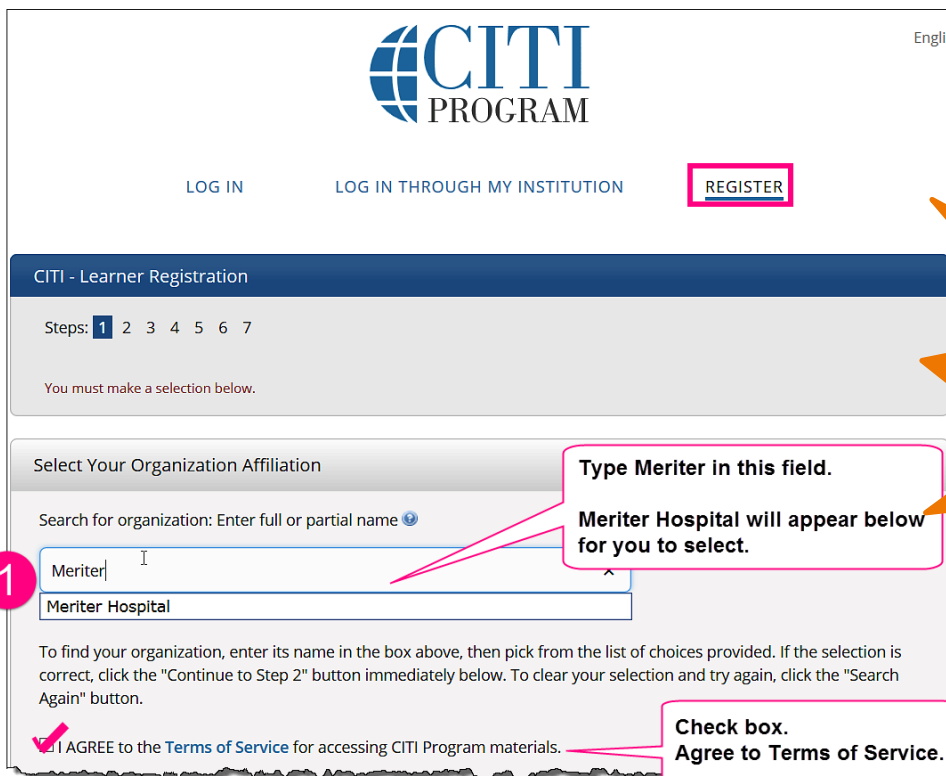 CITI
PROGRAM
Engli
LOG IN
LOG IN THROUGH MY INSTITUTION
REGISTER
CITI - Learner Registration
Steps: 1 2 3 4 5 6 7
You must make a selection below.
Select Your Organization Affiliation
Type Meriter in this field.
Meriter Hospital will appear below
for you to select.
Search for organization: Enter full or partial name ?
1
Meriter
×
Meriter Hospital
To find your organization, enter its name in the box above, then pick from the list of choices provided. If the selection is
correct, click the "Continue to Step 2" button immediately below. To clear your selection and try again, click the "Search
Again" button.
I AGREE to the Terms of Service for accessing CITI Program materials.
Check box.
Agree to Terms of Service.